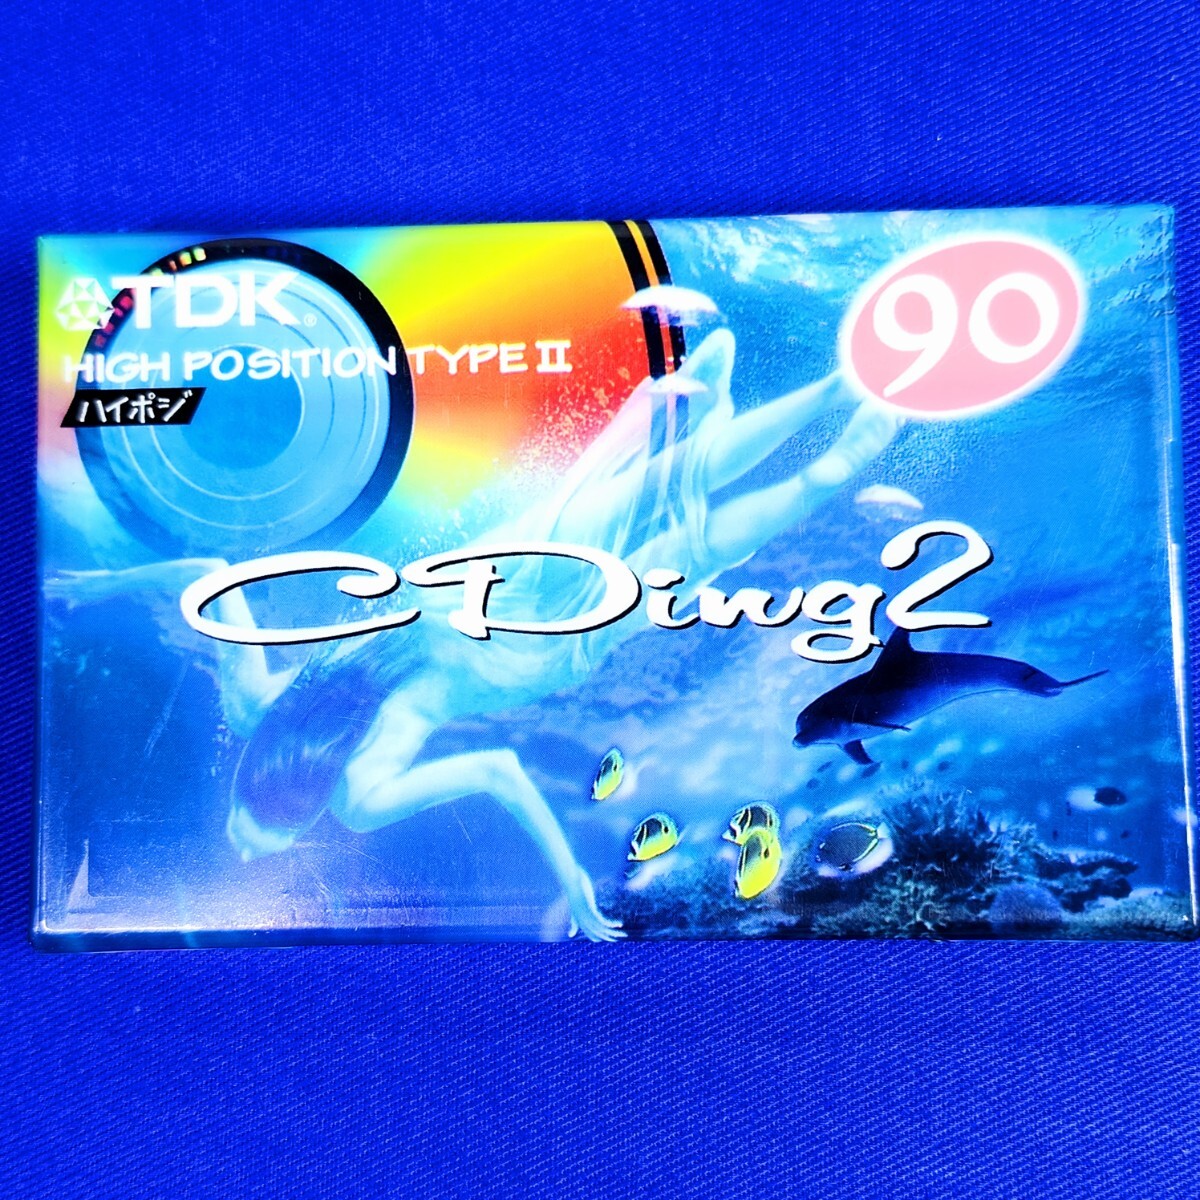 TDK®
HIGH POSITION TYPE II
ハイポジ
90
CDing2